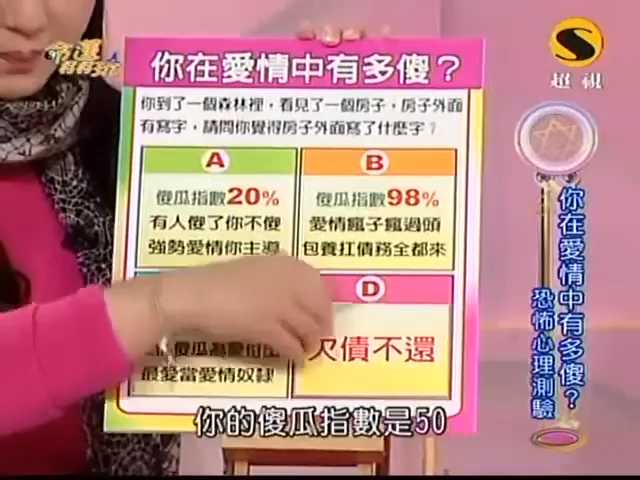 命運
好好玩
超視
你在愛情中有多傻？
你到了一個森林裡，看見了一個房子，房子外面
有寫字，請問你覺得房子外面寫了什麼字？
A
傻瓜指數20%
有人傻了你不傻
強勢愛情你主導
B
傻瓜指數98%
愛情瘋子瘋過頭
包養扛債務全都來
最愛當愛情奴隸
D
欠債不還
你在愛情中有多傻？
恐怖心理測驗
你的傻瓜指數是50